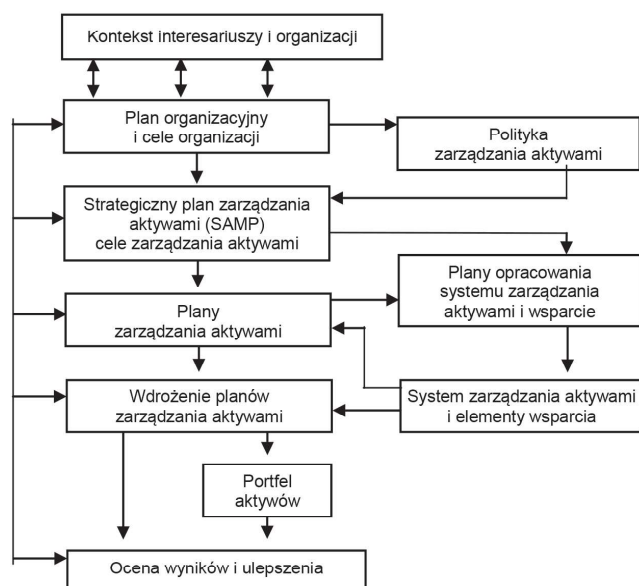 Kontekst interesariuszy i organizacji
Plan organizacyjny
i cele organizacji
Polityka
zarządzania aktywami
Strategiczny plan zarządzania
aktywami (SAMP)
cele zarządzania aktywami
Plany opracowania
systemu zarządzania
aktywami i wsparcie
Plany
zarządzania aktywami
Wdrożenie planów
zarządzania aktywami
System zarządzania aktywami
i elementy wsparcia
Portfel
aktywów
Ocena wyników i ulepszenia